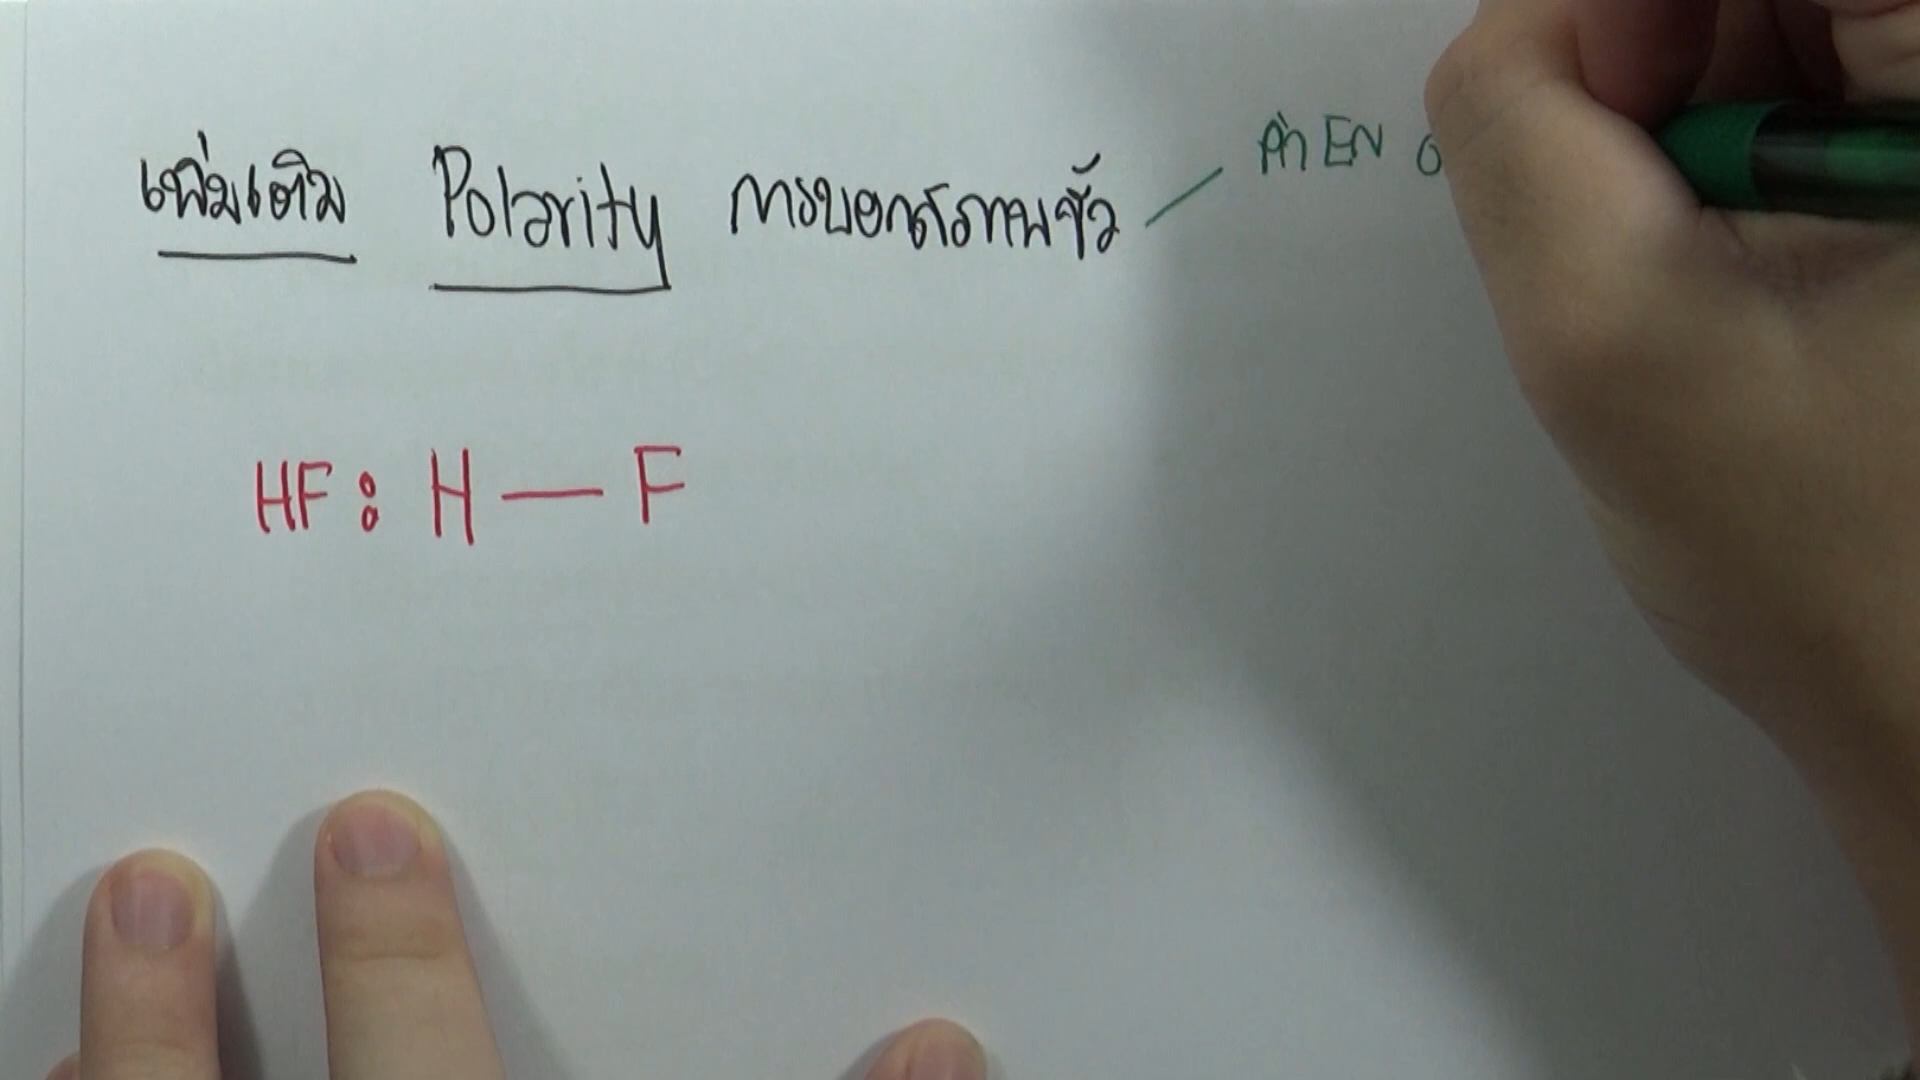 เพิ่มเติม Polarity การบอกสภาพขั้ว ค่า EN
HF : H — F